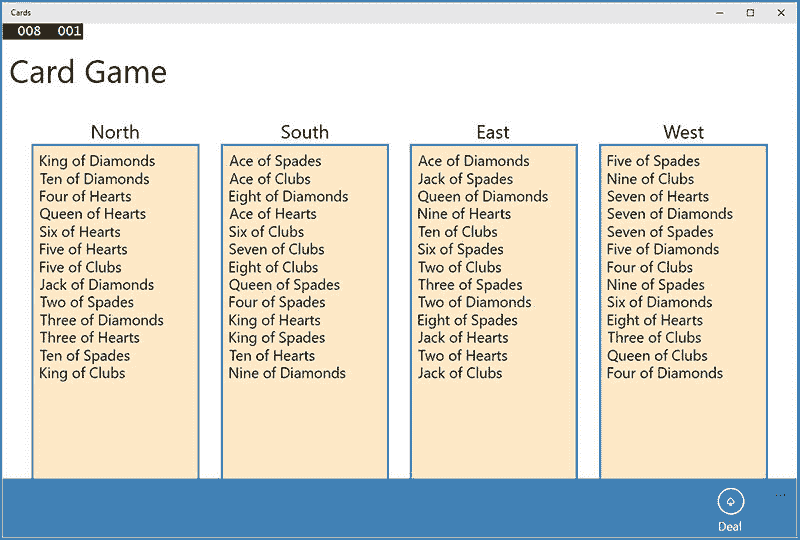 Cards
008 001
Card Game
North
King of Diamonds
Ten of Diamonds
Four of Hearts
Queen of Hearts
Six of Hearts
Five of Hearts
Five of Clubs
Jack of Diamonds
Two of Spades
Three of Diamonds
Three of Hearts
Ten of Spades
King of Clubs
South
Ace of Spades
Ace of Clubs
Eight of Diamonds
Ace of Hearts
Six of Clubs
Seven of Clubs
Eight of Clubs
Queen of Spades
Four of Spades
King of Hearts
King of Spades
Ten of Hearts
Nine of Diamonds
East
Ace of Diamonds
Jack of Spades
Queen of Diamonds
Nine of Hearts
Ten of Clubs
Six of Spades
Two of Clubs
Three of Spades
Two of Diamonds
Eight of Spades
Jack of Hearts
Two of Hearts
Jack of Clubs
West
Five of Spades
Nine of Clubs
Seven of Hearts
Seven of Diamonds
Seven of Spades
Five of Diamonds
Four of Clubs
Nine of Spades
Six of Diamonds
Eight of Hearts
Three of Clubs
Queen of Clubs
Four of Diamonds
Deal
...